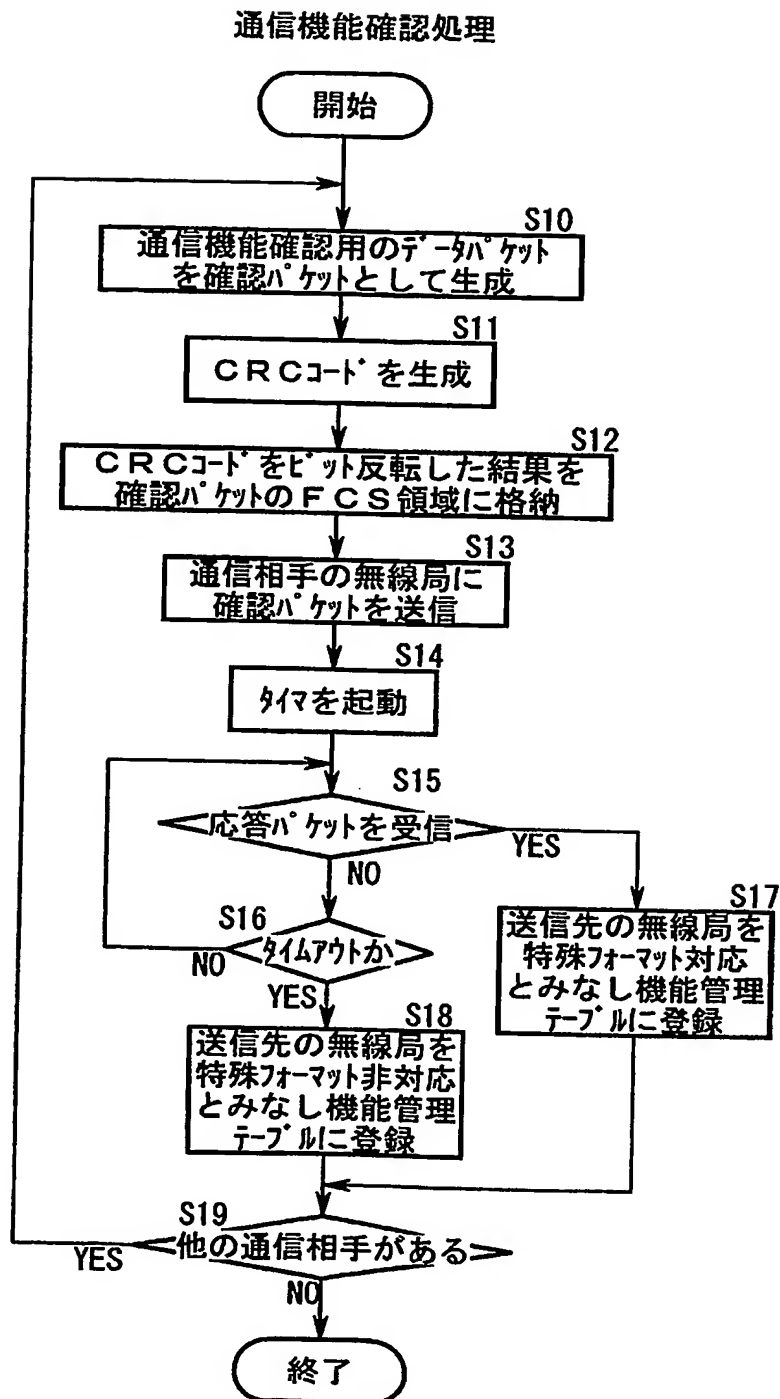 通信機能確認処理
開始
S10
通信機能確認用のﾃﾞｰﾀﾊﾟｹｯﾄ
を確認ﾊﾟｹｯﾄとして生成
S11
ＣＲＣｺｰﾄﾞを生成
S12
ＣＲＣｺｰﾄﾞをﾋﾞｯﾄ反転した結果を
確認ﾊﾟｹｯﾄのＦＣＳ領域に格納
S13
通信相手の無線局に
確認ﾊﾟｹｯﾄを送信
S14
ﾀｲﾏを起動
S15
応答ﾊﾟｹｯﾄを受信
YES
NO
S16
ﾀｲﾑｱｳﾄか
NO
YES
S17
送信先の無線局を
特殊ﾌｫｰﾏｯﾄ対応
とみなし機能管理
ﾃｰﾌﾞﾙに登録
S18
送信先の無線局を
特殊ﾌｫｰﾏｯﾄ非対応
とみなし機能管理
ﾃｰﾌﾞﾙに登録
S19
他の通信相手がある
YES
NO
終了